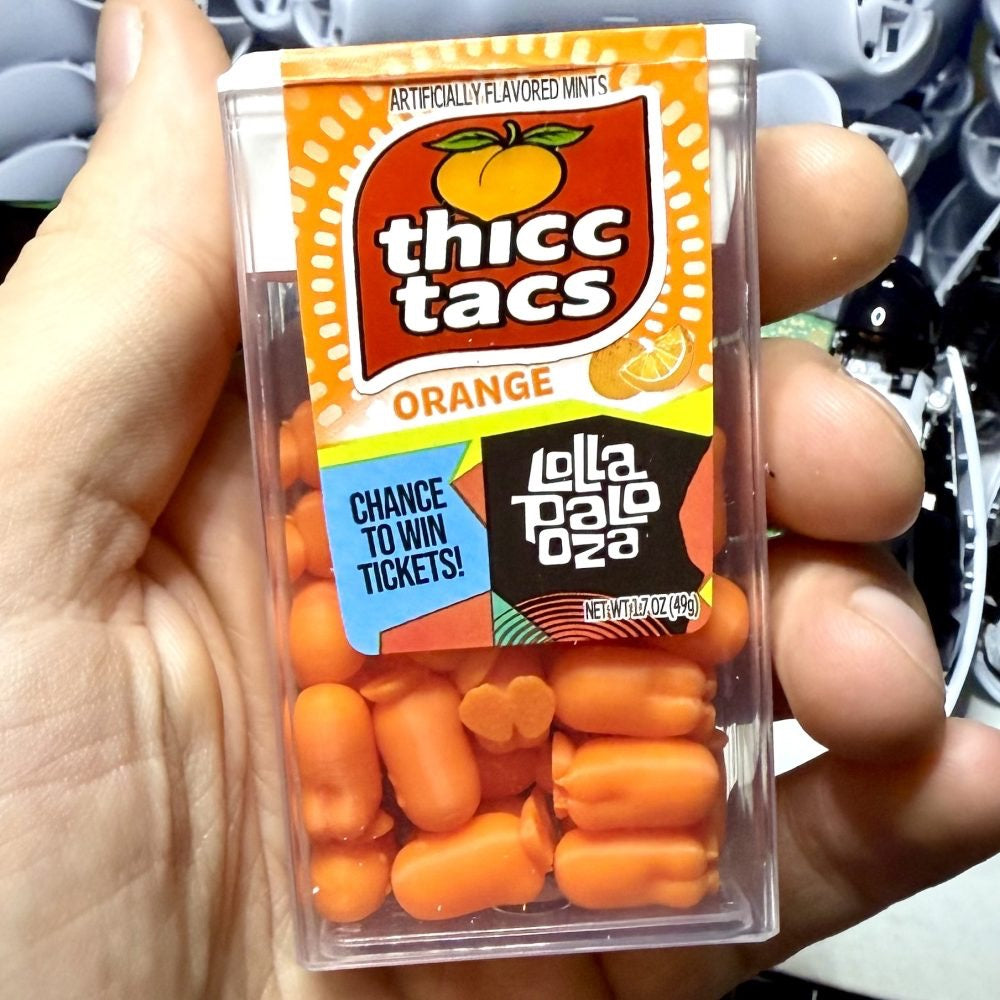 ARTIFICIALLY FLAVORED MINTS
thicc
tacs
ORANGE
CHANCE
TO WIN
TICKETS!
LOLLA
PALO
OZA
NET WT 1.7 OZ (49g)